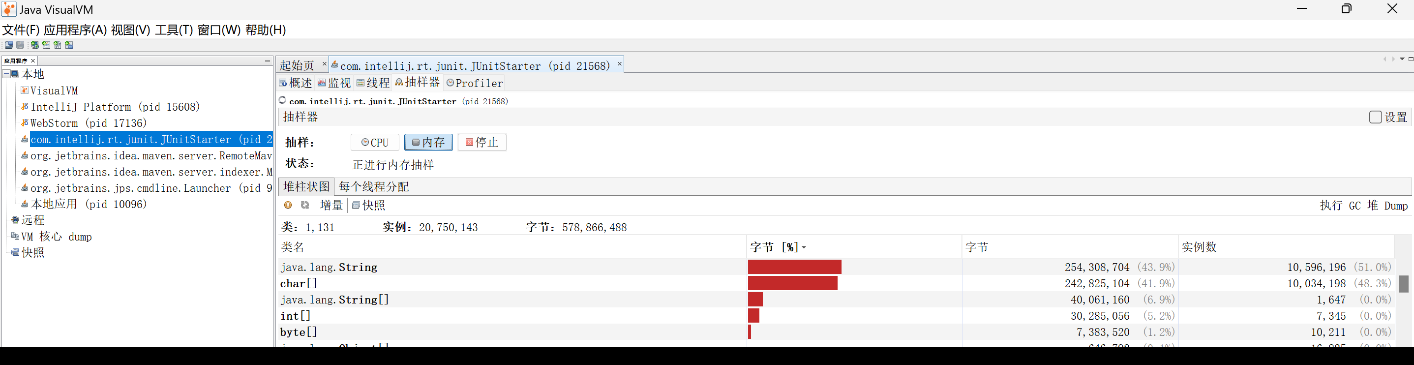 Java VisualVM
文件(F) 应用程序(A) 视图(V) 工具(T) 窗口(W) 帮助(H)
应用程序
本地
VisualVM
IntelliJ Platform (pid 15608)
WebStorm (pid 17136)
com.intellij.rt.junit.JUnitStarter (pid 2
org.jetbrains.idea.maven.server.RemoteMav
org.jetbrains.idea.maven.server.indexer.M
org.jetbrains.jps.cmdline.Launcher (pid 9
本地应用 (pid 10096)
远程
VM 核心 dump
快照
起始页 com.intellij.rt.junit.JUnitStarter (pid 21568)
概述 监视 线程 抽样器 Profiler
com.intellij.rt.junit.JUnitStarter (pid 21568)
抽样器 设置
抽样: CPU 内存 停止
状态: 正进行内存抽样
堆柱状图 每个线程分配
增量 快照 执行 GC 堆 Dump
类: 1,131 实例: 20,750,143 字节: 578,866,488
类名 字节 [%] 字节 实例数
java.lang.String 254,308,704 (43.9%) 10,596,196 (51.0%)
char[] 242,825,104 (41.9%) 10,034,198 (48.3%)
java.lang.String[] 40,061,160 (6.9%) 1,647 (0.0%)
int[] 30,285,056 (5.2%) 7,345 (0.0%)
byte[] 7,383,520 (1.2%) 10,211 (0.0%)